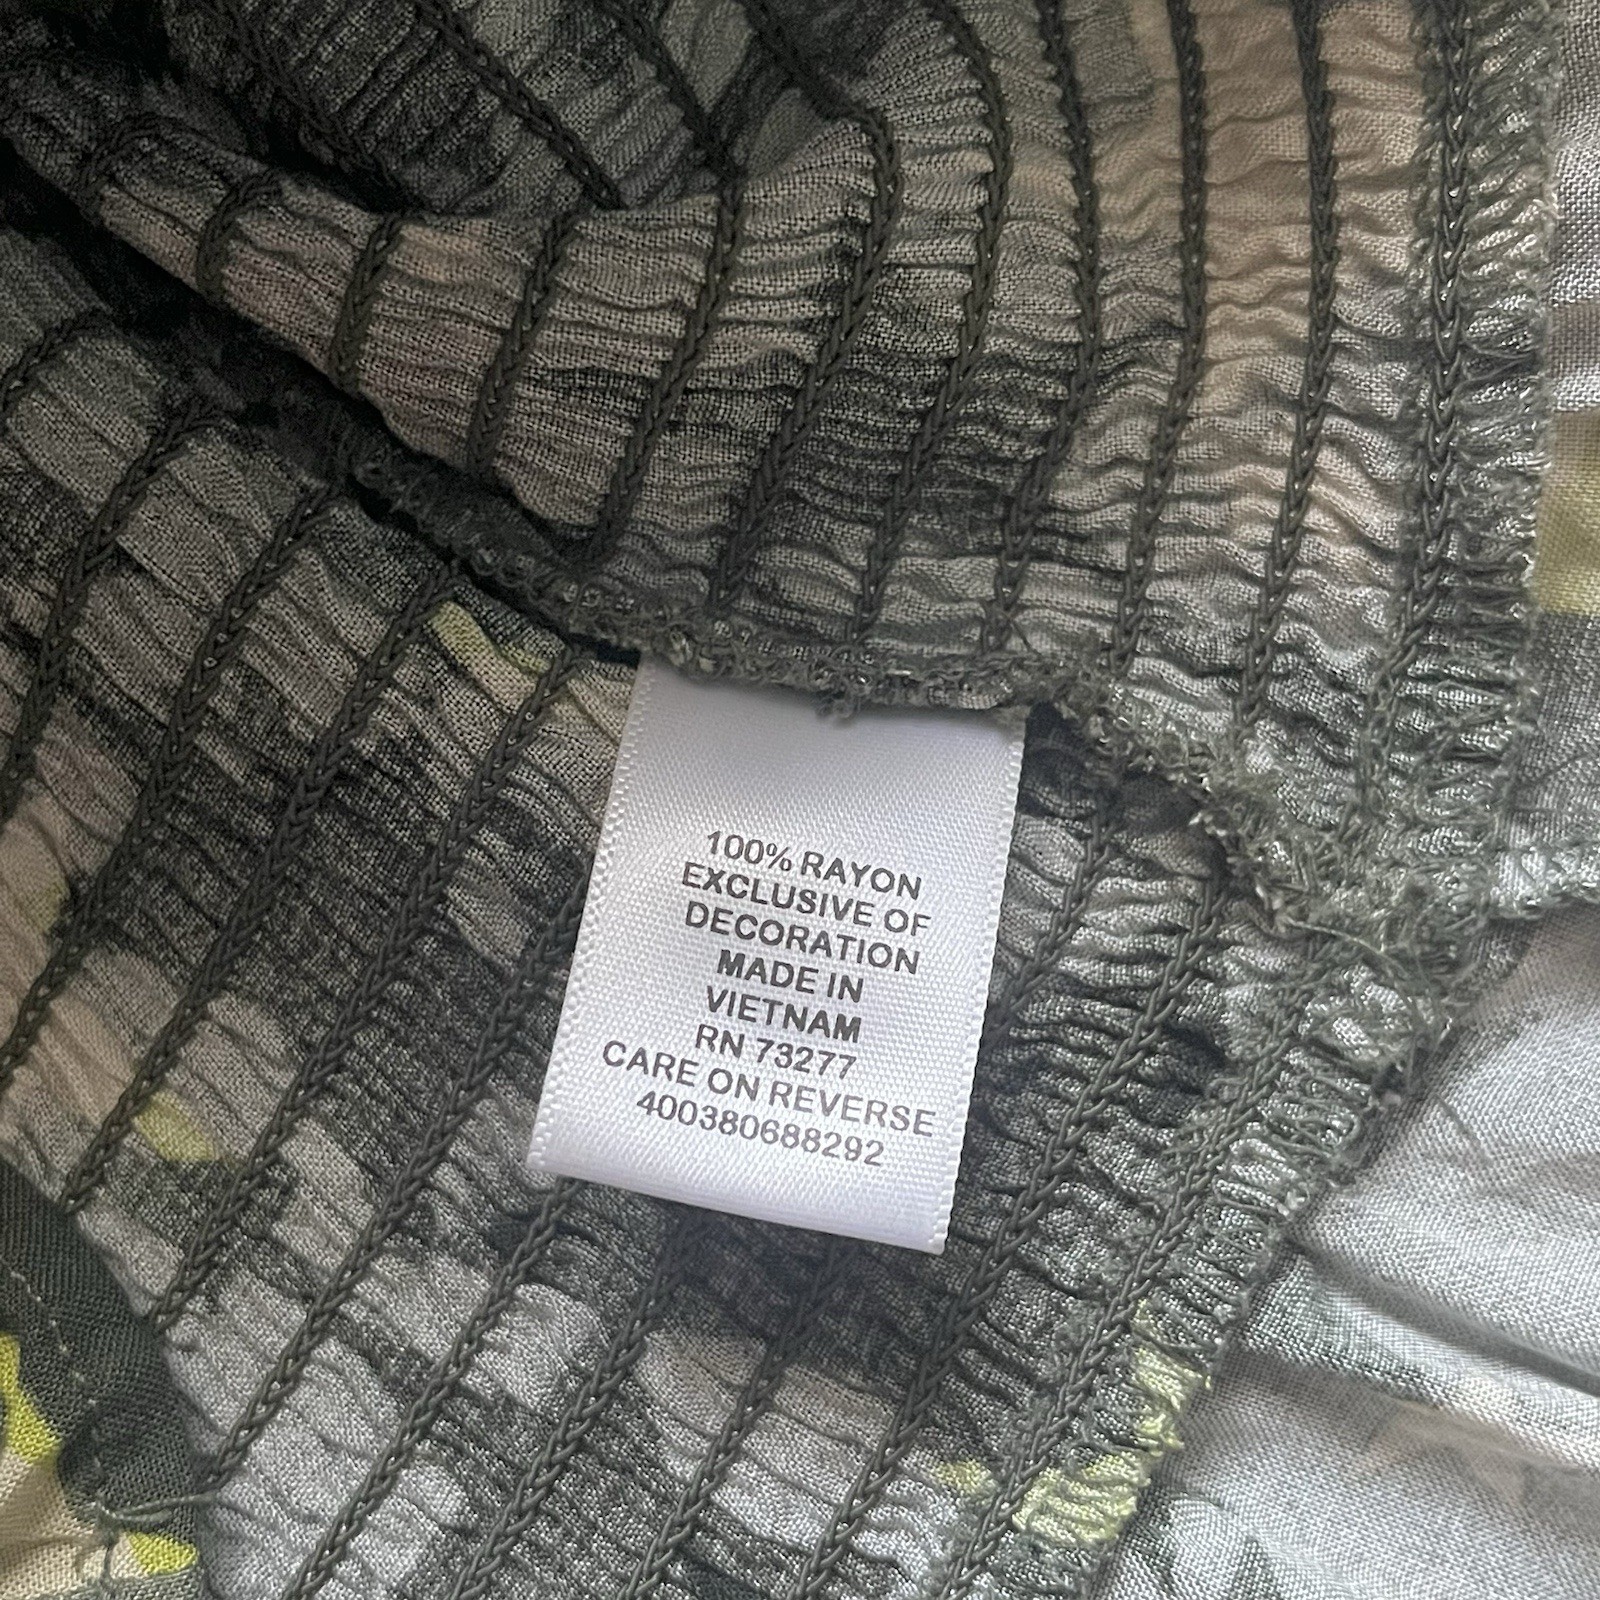 100% RAYON
EXCLUSIVE OF
DECORATION
MADE IN
VIETNAM
RN 73277
CARE ON REVERSE
400380688292